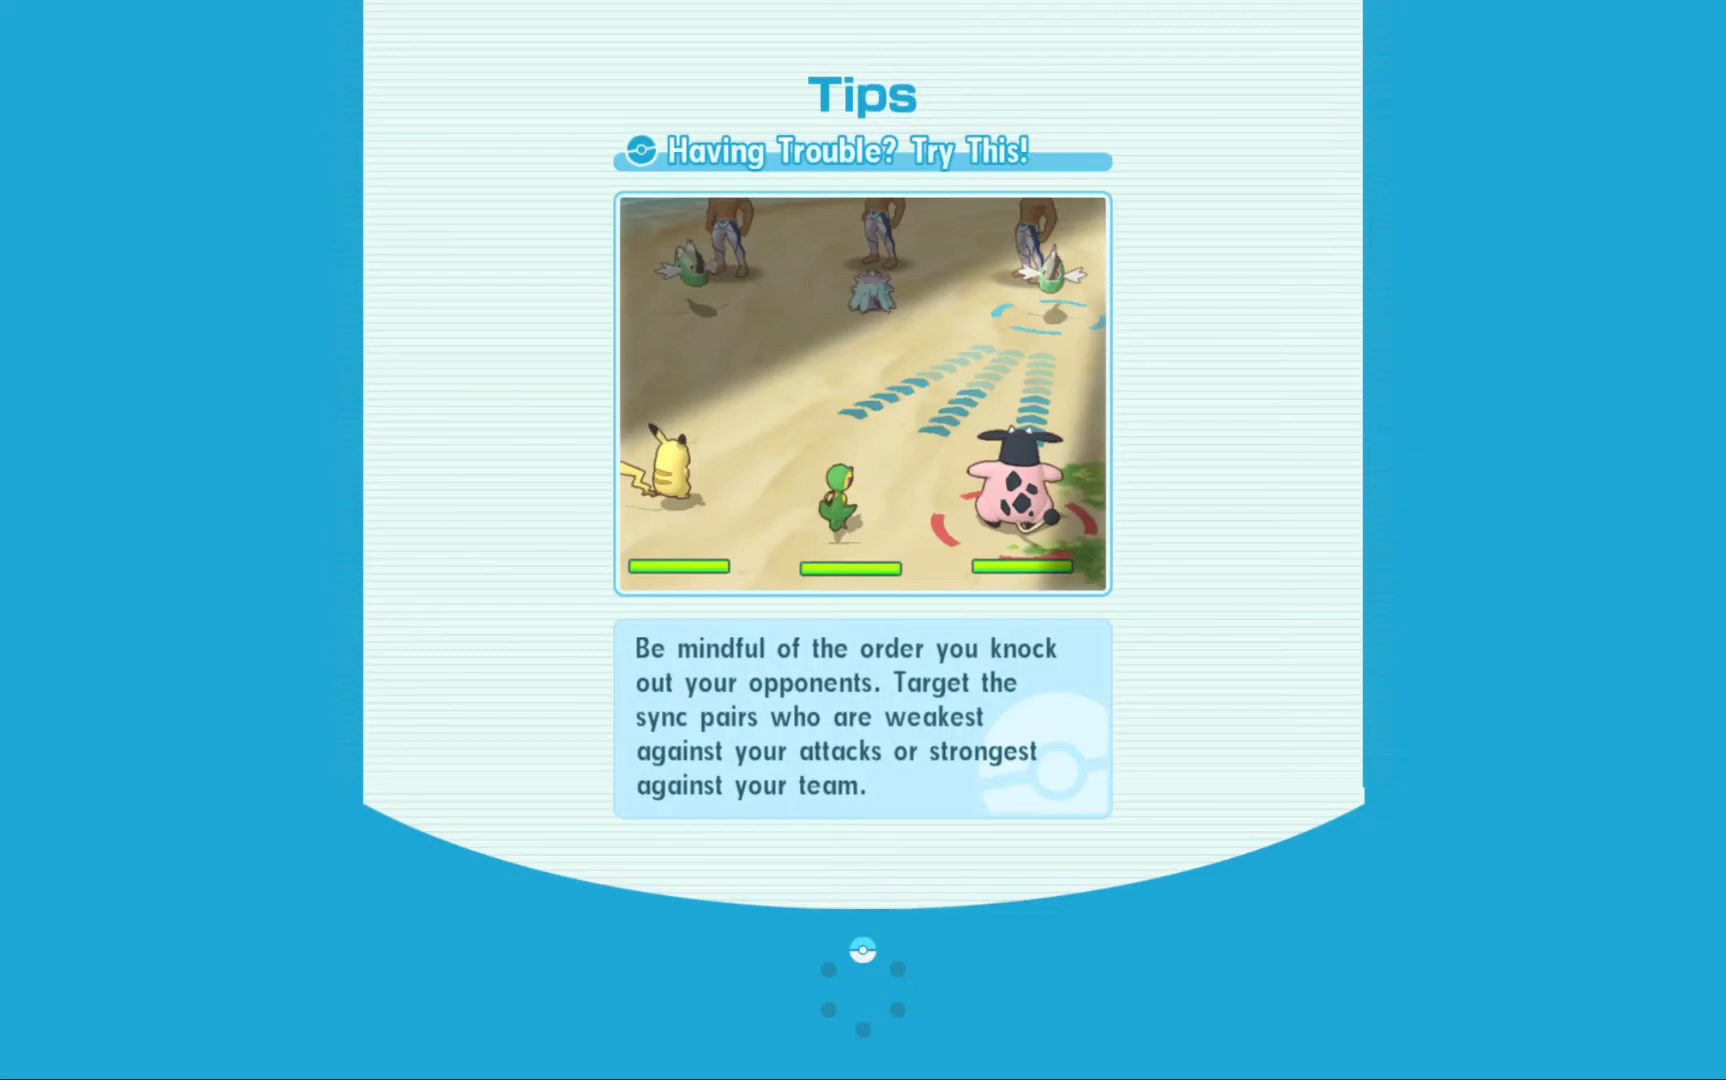 Tips
Having Trouble? Try This!
Be mindful of the order you knock
out your opponents. Target the
sync pairs who are weakest
against your attacks or strongest
against your team.